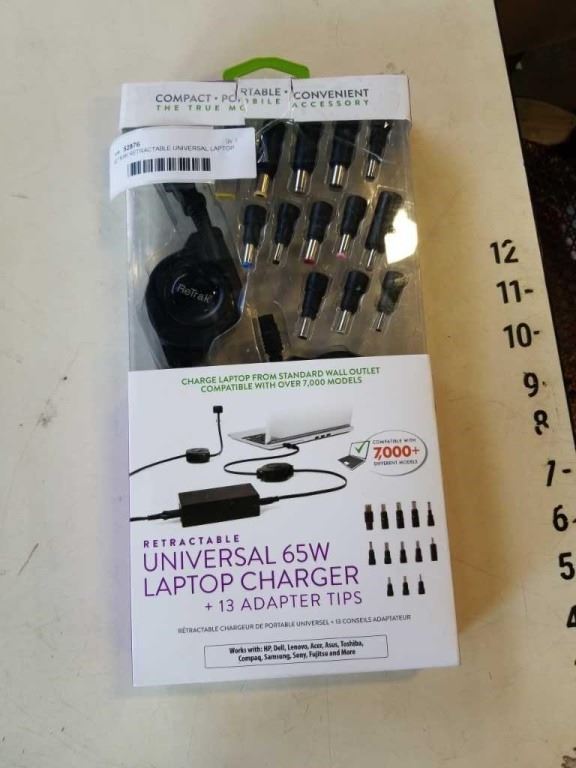 COMPACT • PORTABLE • CONVENIENT
THE TRUE MOBILE ACCESSORY
52876
RETRACTABLE UNIVERSAL LAPTOP
ReTrak
CHARGE LAPTOP FROM STANDARD WALL OUTLET
COMPATIBLE WITH OVER 7,000 MODELS
COMPATIBLE WITH
7,000+
DIFFERENT MODELS
RETRACTABLE
UNIVERSAL 65W
LAPTOP CHARGER
+ 13 ADAPTER TIPS
RÉTRACTABLE CHARGEUR DE PORTABLE UNIVERSEL + 13 CONSEILS ADAPTATEUR
Works with: HP, Dell, Lenovo, Acer, Asus, Toshiba,
Compaq, Samsung, Sony, Fujitsu and More
12
11-
10-
9-
8
7-
6-
5
4